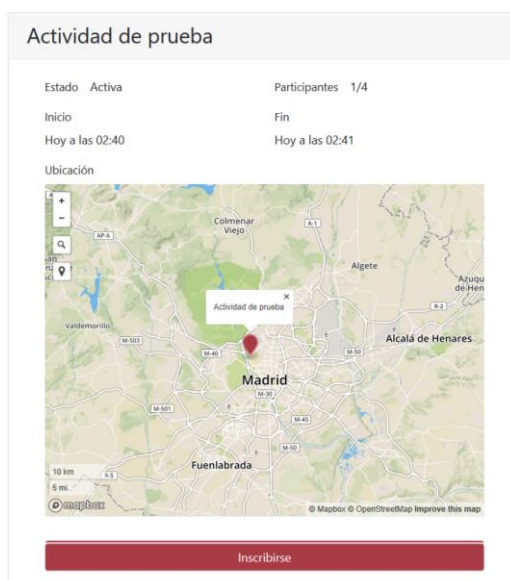 Actividad de prueba
Estado Activa
Participantes 1/4
Inicio
Fin
Hoy a las 02:40
Hoy a las 02:41
Ubicación
+
−
AP-6
Colmenar
Viejo
A-1
Algete
Actividad de prueba ×
R-2
Valdemorillo
M-503
M-40
M-50
Alcalá de Henares
Madrid
M-30
M-501
M-45
M-50
Fuenlabrada
10 km
5 mi
mapbox
© Mapbox © OpenStreetMap Improve this map
Inscribirse